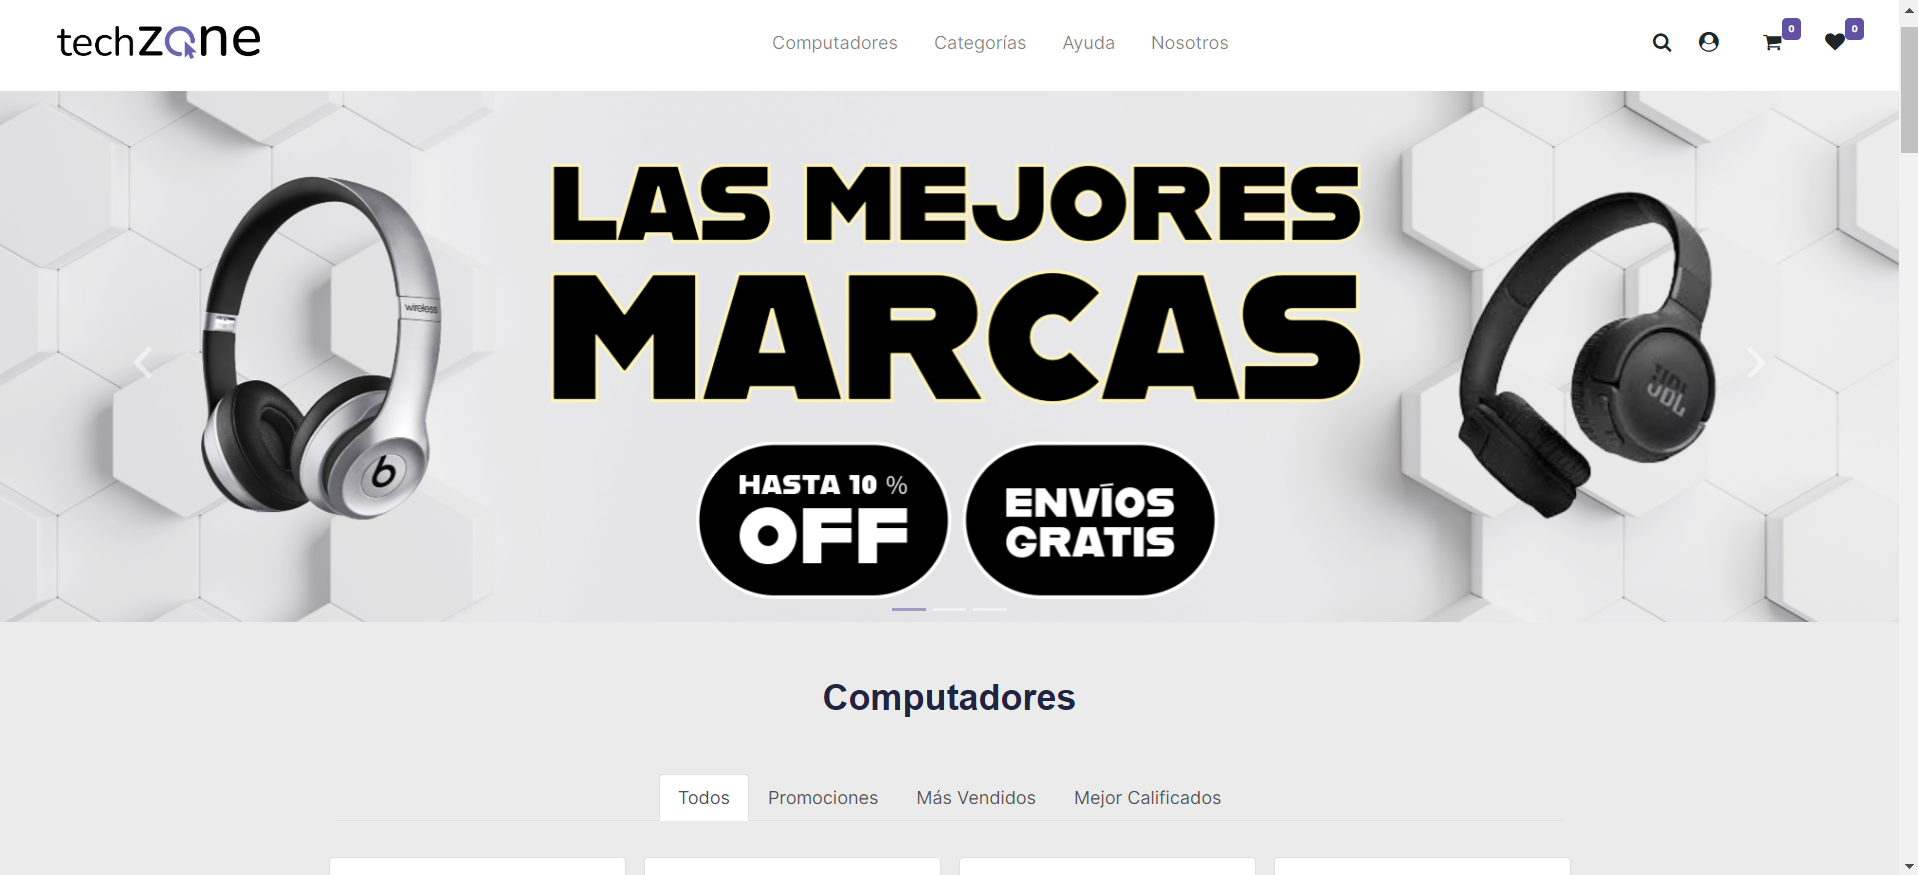 techzone
Computadores Categorías Ayuda Nosotros
0 0
LAS MEJORES
MARCAS
wireless
b
JBL
HASTA 10 %
OFF
ENVÍOS
GRATIS
Computadores
Todos Promociones Más Vendidos Mejor Calificados